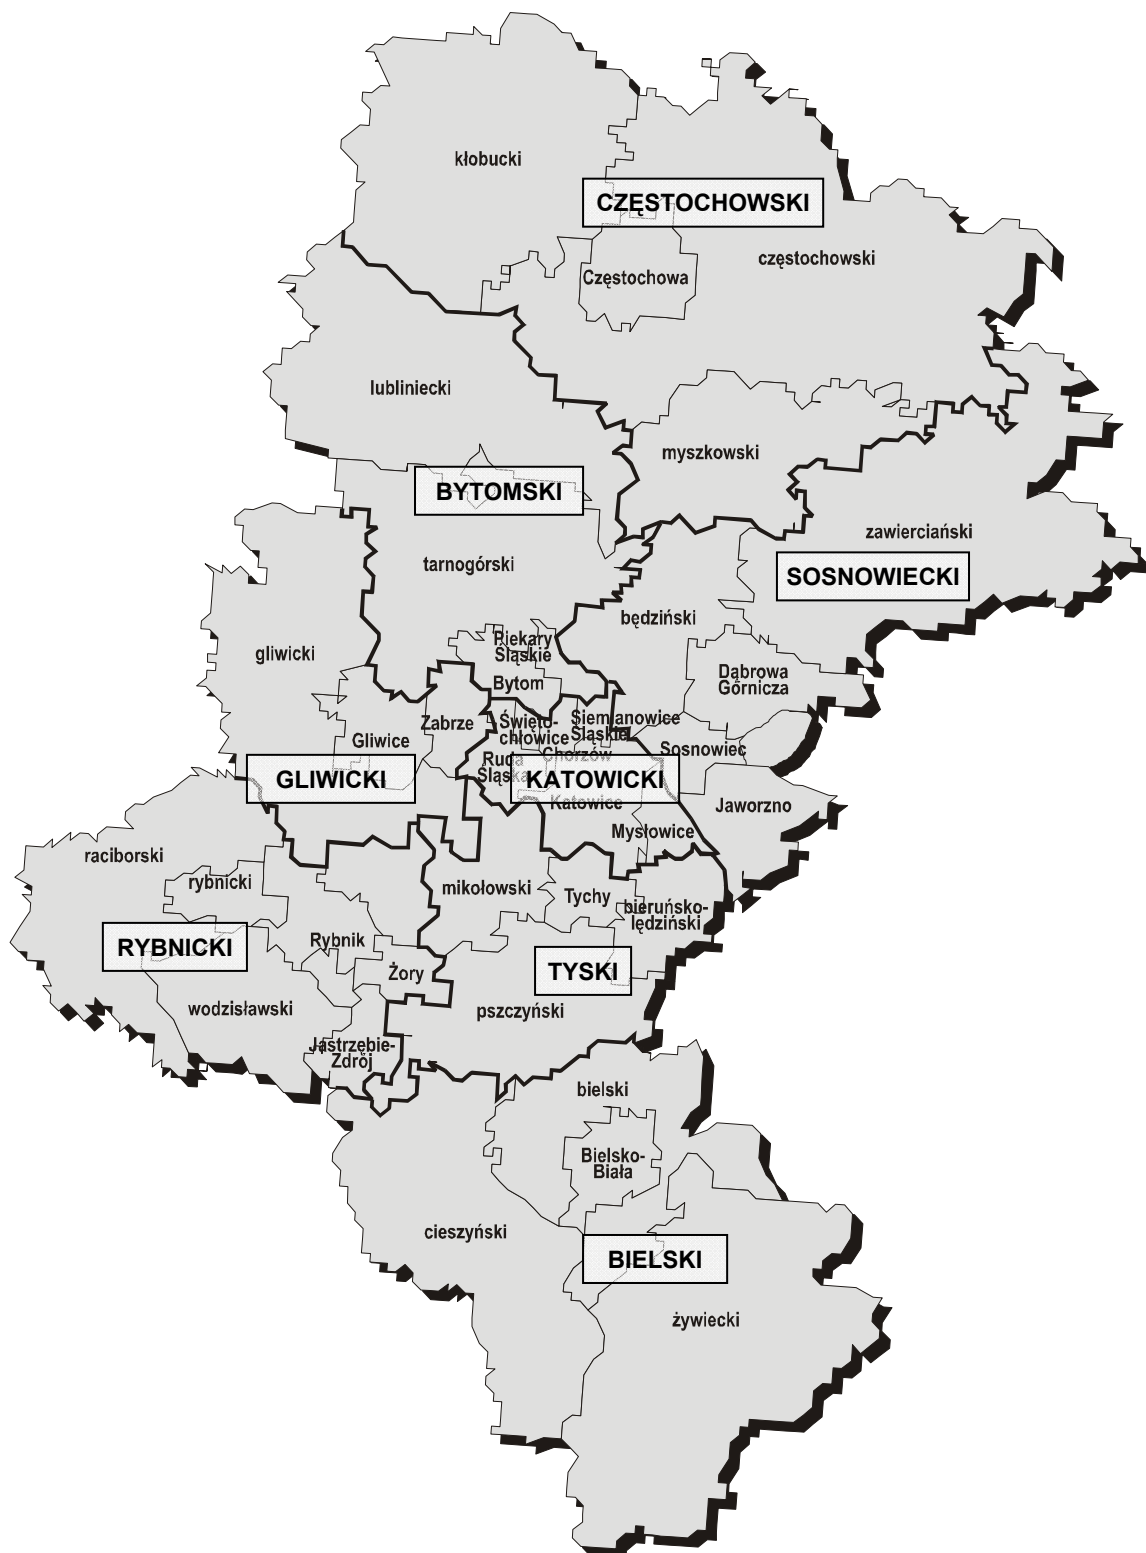 kłobucki
CZĘSTOCHOWSKI
częstochowski
Częstochowa
lubliniecki
myszkowski
BYTOMSKI
zawierciański
tarnogórski
SOSNOWIECKI
będziński
gliwicki
Piekary
Śląskie
Bytom
Dąbrowa
Górnicza
Zabrze
Święto-
chłowice
Siemianowice
Śląskie
Gliwice
Chorzów
Sosnowiec
Ruda
Śląska
GLIWICKI
KATOWICKI
Katowice
Jaworzno
Mysłowice
raciborski
rybnicki
mikołowski
Tychy
bieruńsko-
lędziński
RYBNICKI
Rybnik
Żory
TYSKI
wodzisławski
pszczyński
Jastrzębie-
Zdrój
bielski
Bielsko-
Biała
cieszyński
BIELSKI
żywiecki